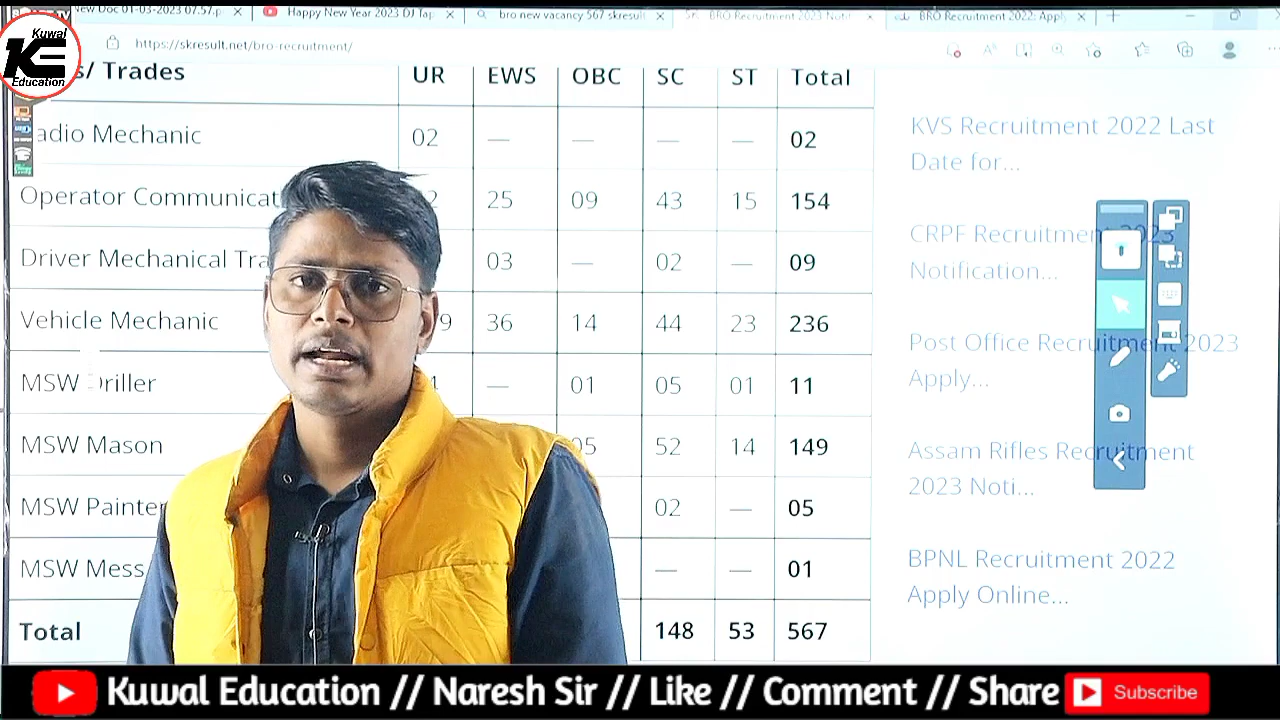 New Doc 01-03-2023 07.57.p
Happy New Year 2023 DJ Tap
bro new vacancy 567 skresult
BRO Recruitment 2023 Notif
BRO Recruitment 2022: Apply
https://skresult.net/bro-recruitment/
Kuwal
KE
Education
s/ Trades UR EWS OBC SC ST Total
adio Mechanic 02 — — — — 02
Operator Communicat 2 25 09 43 15 154
Driver Mechanical Tra 03 — 02 — 09
Vehicle Mechanic 9 36 14 44 23 236
MSW Driller — 01 05 01 11
MSW Mason 05 52 14 149
MSW Painter 02 — 05
MSW Mess — — 01
Total 148 53 567
KVS Recruitment 2022 Last
Date for...
CRPF Recruitment 2023
Notification...
Post Office Recruitment 2023
Apply...
Assam Rifles Recruitment
2023 Noti...
BPNL Recruitment 2022
Apply Online...
Kuwal Education // Naresh Sir // Like // Comment // Share
Subscribe